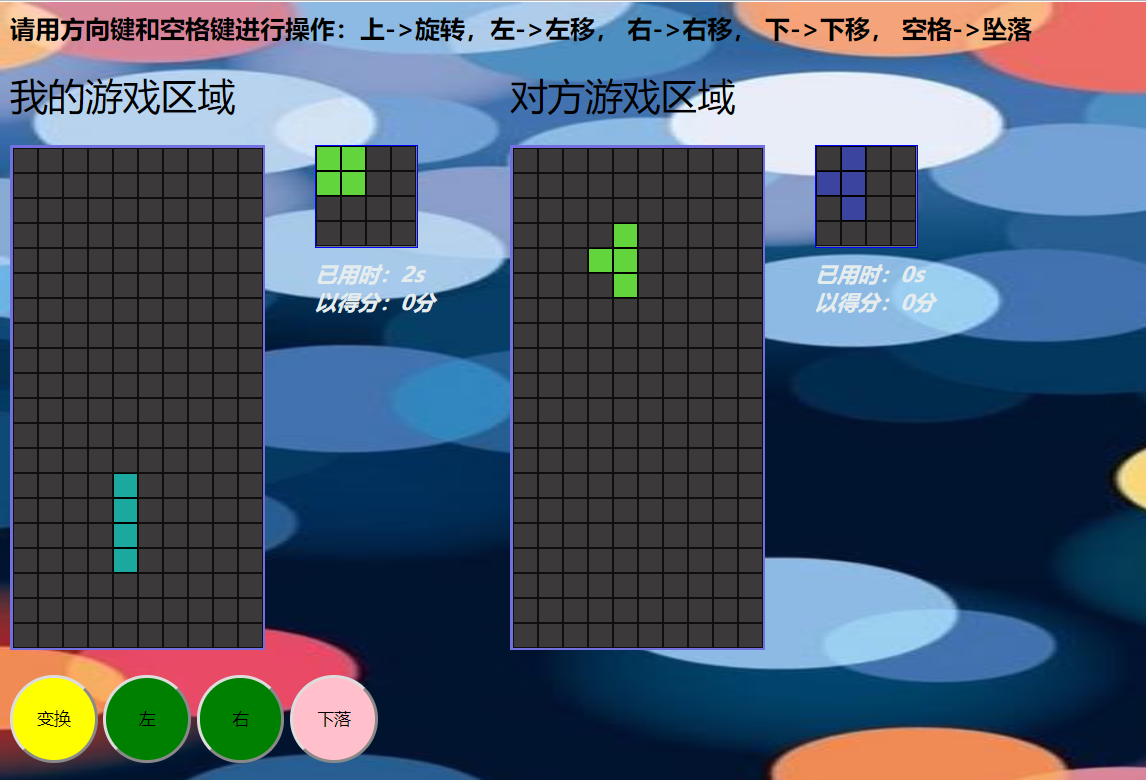 请用方向键和空格键进行操作：上->旋转，左->左移， 右->右移， 下->下移， 空格->坠落
我的游戏区域
对方游戏区域
已用时：2s
以得分：0分
已用时：0s
以得分：0分
变换
左
右
下落